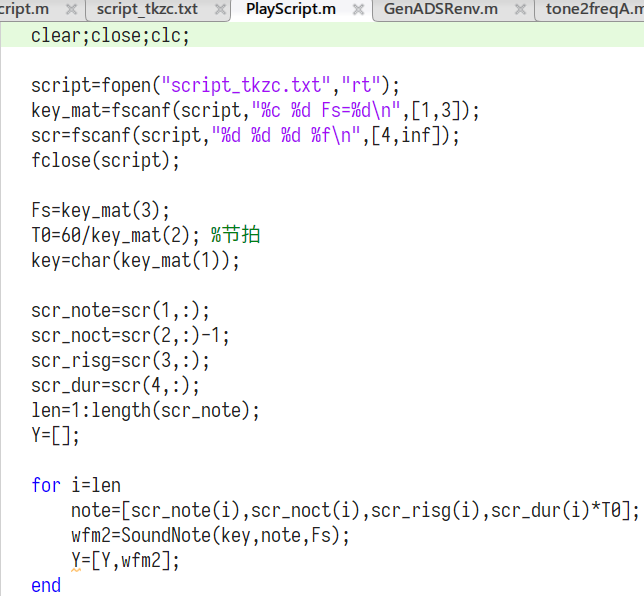 cript.m script_tkzc.txt PlayScript.m GenADSRenv.m tone2freqA.m
clear;close;clc;
script=fopen("script_tkzc.txt","rt");
key_mat=fscanf(script,"%c %d Fs=%d\n",[1,3]);
scr=fscanf(script,"%d %d %d %f\n",[4,inf]);
fclose(script);
Fs=key_mat(3);
T0=60/key_mat(2); %节拍
key=char(key_mat(1));
scr_note=scr(1,:);
scr_noct=scr(2,:)-1;
scr_risg=scr(3,:);
scr_dur=scr(4,:);
len=1:length(scr_note);
Y=[];
for i=len
note=[scr_note(i),scr_noct(i),scr_risg(i),scr_dur(i)*T0];
wfm2=SoundNote(key,note,Fs);
Y=[Y,wfm2];
end